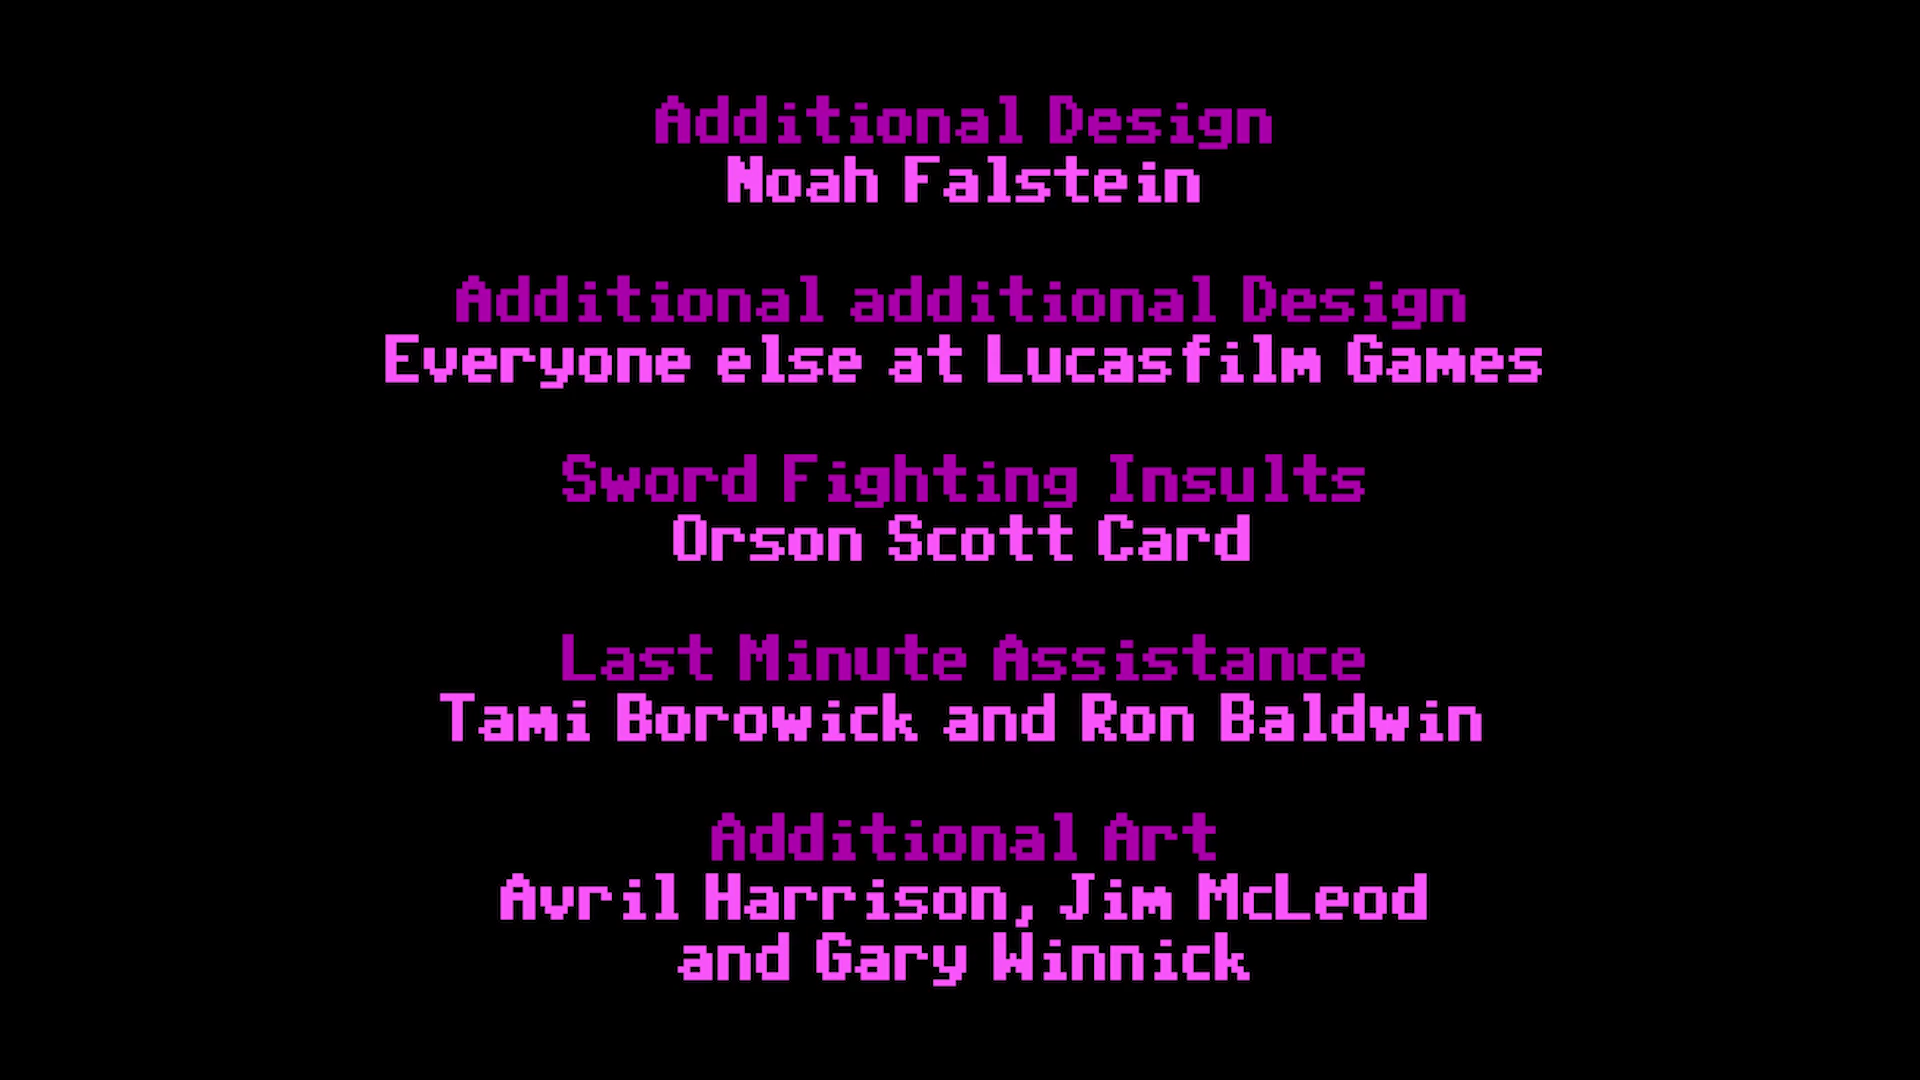 Additional Design
Noah Falstein
Additional additional Design
Everyone else at Lucasfilm Games
Sword Fighting Insults
Orson Scott Card
Last Minute Assistance
Tami Borowick and Ron Baldwin
Additional Art
Avril Harrison, Jim McLeod
and Gary Winnick